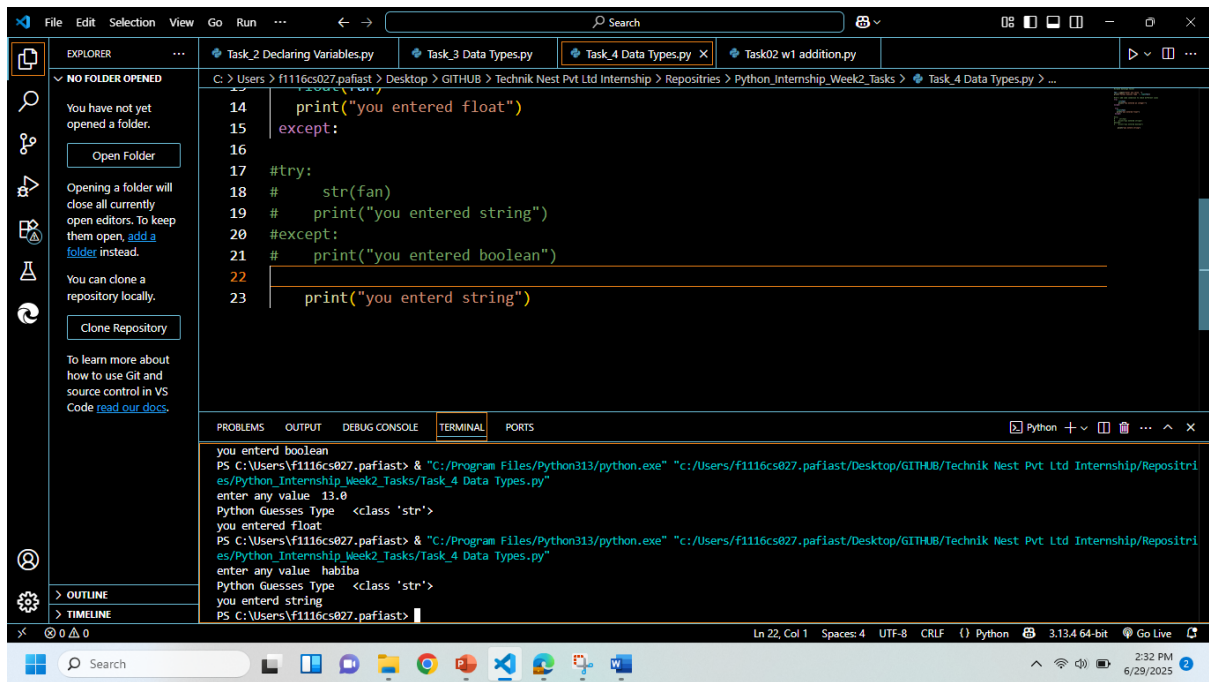 File Edit Selection View Go Run ··· ← → Search
EXPLORER ···
Task_2 Declaring Variables.py Task_3 Data Types.py Task_4 Data Types.py × Task02 w1 addition.py
NO FOLDER OPENED
C: > Users > f1116cs027.pafiast > Desktop > GITHUB > Technik Nest Pvt Ltd Internship > Repositries > Python_Internship_Week2_Tasks > Task_4 Data Types.py > ...
You have not yet
opened a folder.
Open Folder
Opening a folder will
close all currently
open editors. To keep
them open, add a
folder instead.
You can clone a
repository locally.
Clone Repository
To learn more about
how to use Git and
source control in VS
Code read our docs.
13 float(fan)
14 print("you entered float")
15 except:
16
17 #try:
18 # str(fan)
19 # print("you entered string")
20 #except:
21 # print("you entered boolean")
22
23 print("you enterd string")
PROBLEMS OUTPUT DEBUG CONSOLE TERMINAL PORTS
Python
you enterd boolean
PS C:\Users\f1116cs027.pafiast> & "C:/Program Files/Python313/python.exe" "c:/Users/f1116cs027.pafiast/Desktop/GITHUB/Technik Nest Pvt Ltd Internship/Repositri
es/Python_Internship_Week2_Tasks/Task_4 Data Types.py"
enter any value 13.0
Python Guesses Type <class 'str'>
you entered float
PS C:\Users\f1116cs027.pafiast> & "C:/Program Files/Python313/python.exe" "c:/Users/f1116cs027.pafiast/Desktop/GITHUB/Technik Nest Pvt Ltd Internship/Repositri
es/Python_Internship_Week2_Tasks/Task_4 Data Types.py"
enter any value habiba
Python Guesses Type <class 'str'>
you enterd string
PS C:\Users\f1116cs027.pafiast>
OUTLINE
TIMELINE
0 0 Ln 22, Col 1 Spaces: 4 UTF-8 CRLF {} Python 3.13.4 64-bit Go Live
Search
2:32 PM
6/29/2025
2